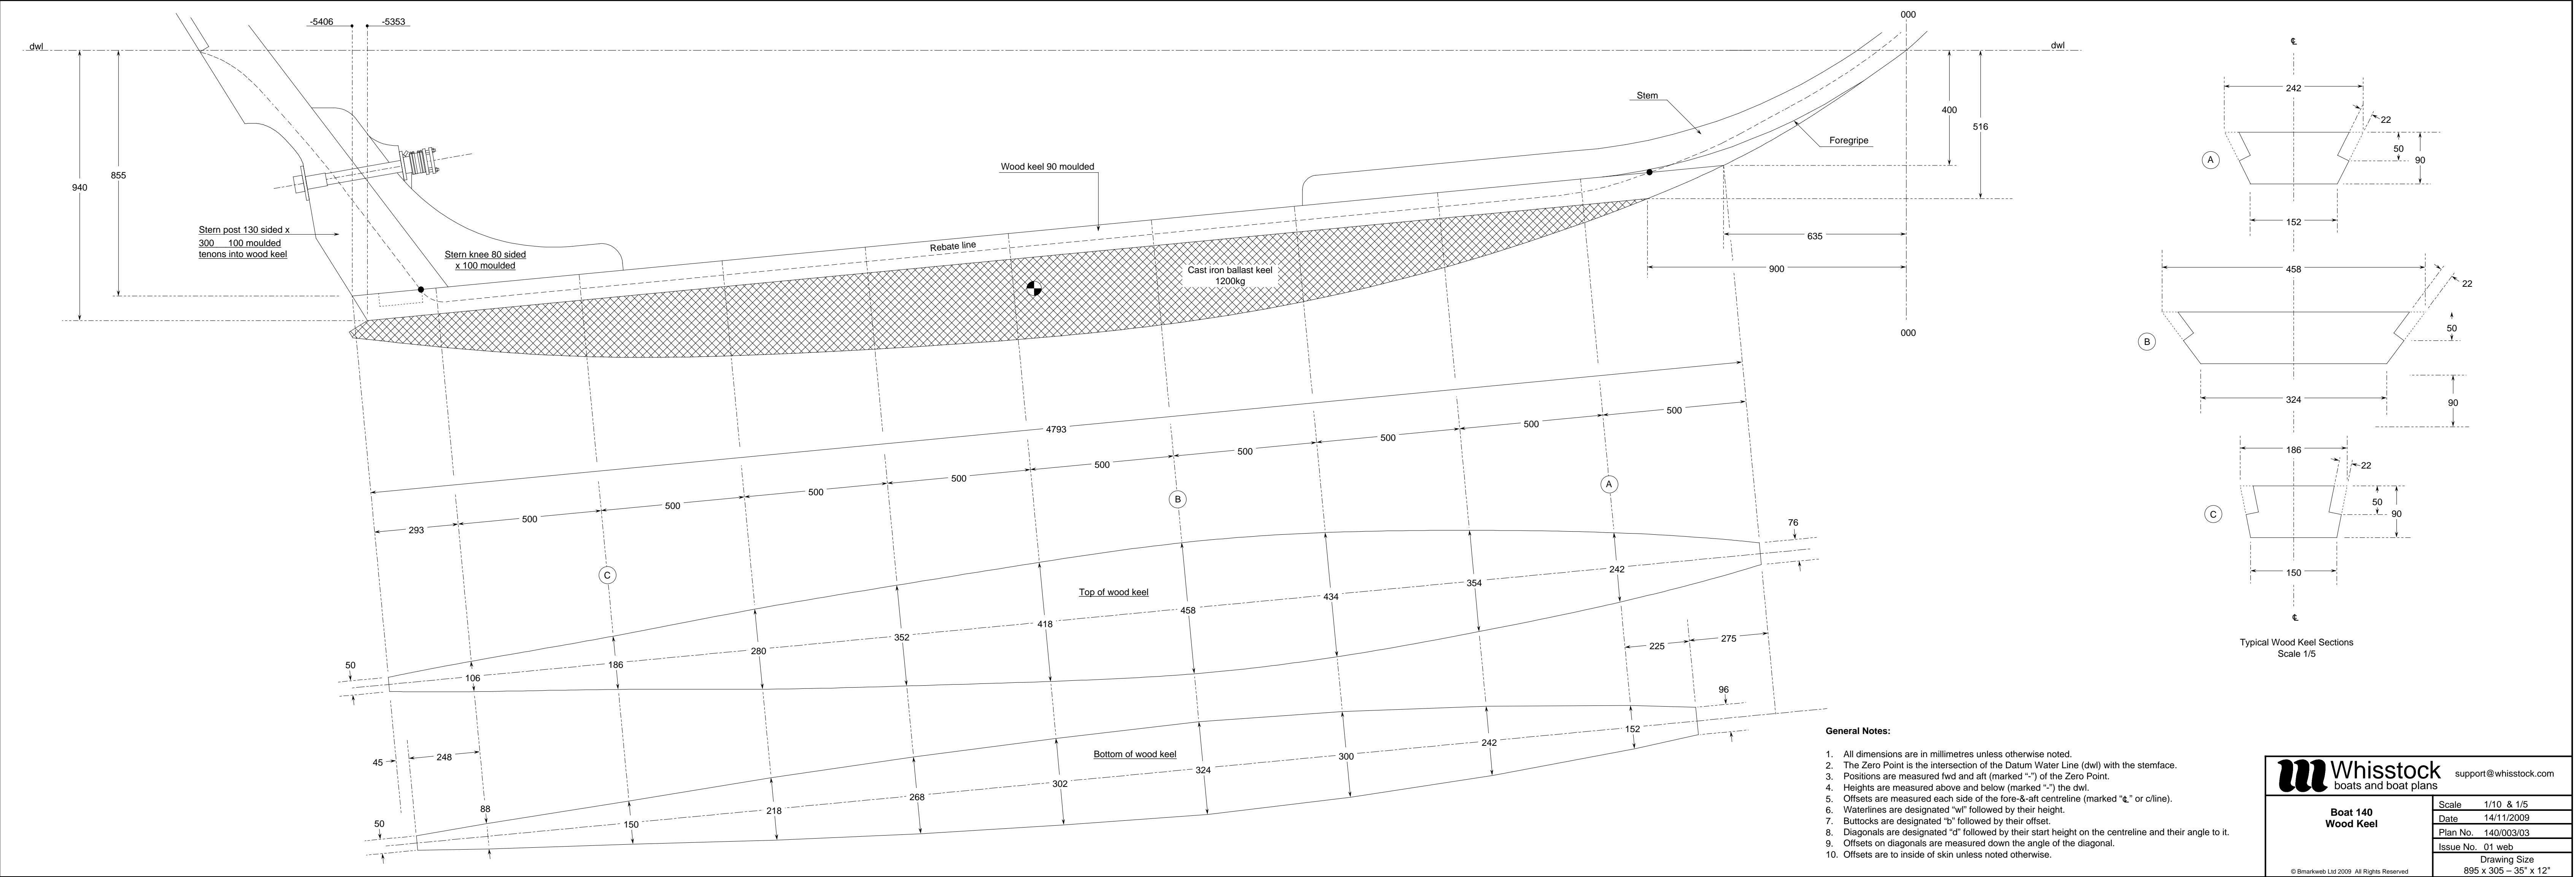 -5406
-5353
000
dwl
dwl
940
855
400
516
Stem
Foregripe
Wood keel 90 moulded
Stern post 130 sided x
300 100 moulded
tenons into wood keel
Stern knee 80 sided
x 100 moulded
Rebate line
Cast iron ballast keel
1200kg
635
900
000
4793
293
500
500
500
500
500
500
500
500
500
C
B
A
Top of wood keel
50
106
186
280
352
418
458
434
354
242
76
225
275
Bottom of wood keel
45
248
50
88
150
218
268
302
324
300
242
152
96
℄
242
22
50
90
A
152
458
22
50
B
324
90
186
22
50
90
C
150
℄
Typical Wood Keel Sections
Scale 1/5
General Notes:
1. All dimensions are in millimetres unless otherwise noted.
2. The Zero Point is the intersection of the Datum Water Line (dwl) with the stemface.
3. Positions are measured fwd and aft (marked “-”) of the Zero Point.
4. Heights are measured above and below (marked “-”) the dwl.
5. Offsets are measured each side of the fore-&-aft centreline (marked “℄” or c/line).
6. Waterlines are designated “wl” followed by their height.
7. Buttocks are designated “b” followed by their offset.
8. Diagonals are designated “d” followed by their start height on the centreline and their angle to it.
9. Offsets on diagonals are measured down the angle of the diagonal.
10. Offsets are to inside of skin unless noted otherwise.
Whisstock support@whisstock.com
boats and boat plans
Boat 140
Wood Keel
© Bmarkweb Ltd 2009 All Rights Reserved
Scale 1/10 & 1/5
Date 14/11/2009
Plan No. 140/003/03
Issue No. 01 web
Drawing Size
895 x 305 – 35” x 12”